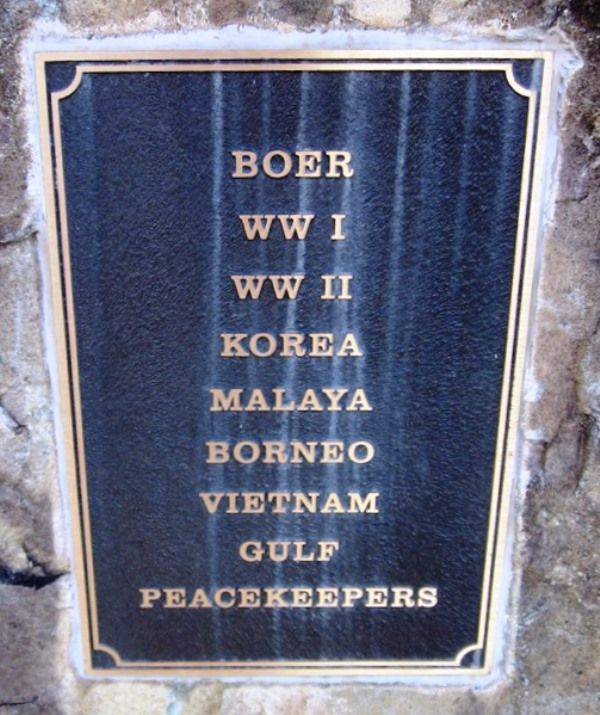 BOER
WW I
WW II
KOREA
MALAYA
BORNEO
VIETNAM
GULF
PEACEKEEPERS